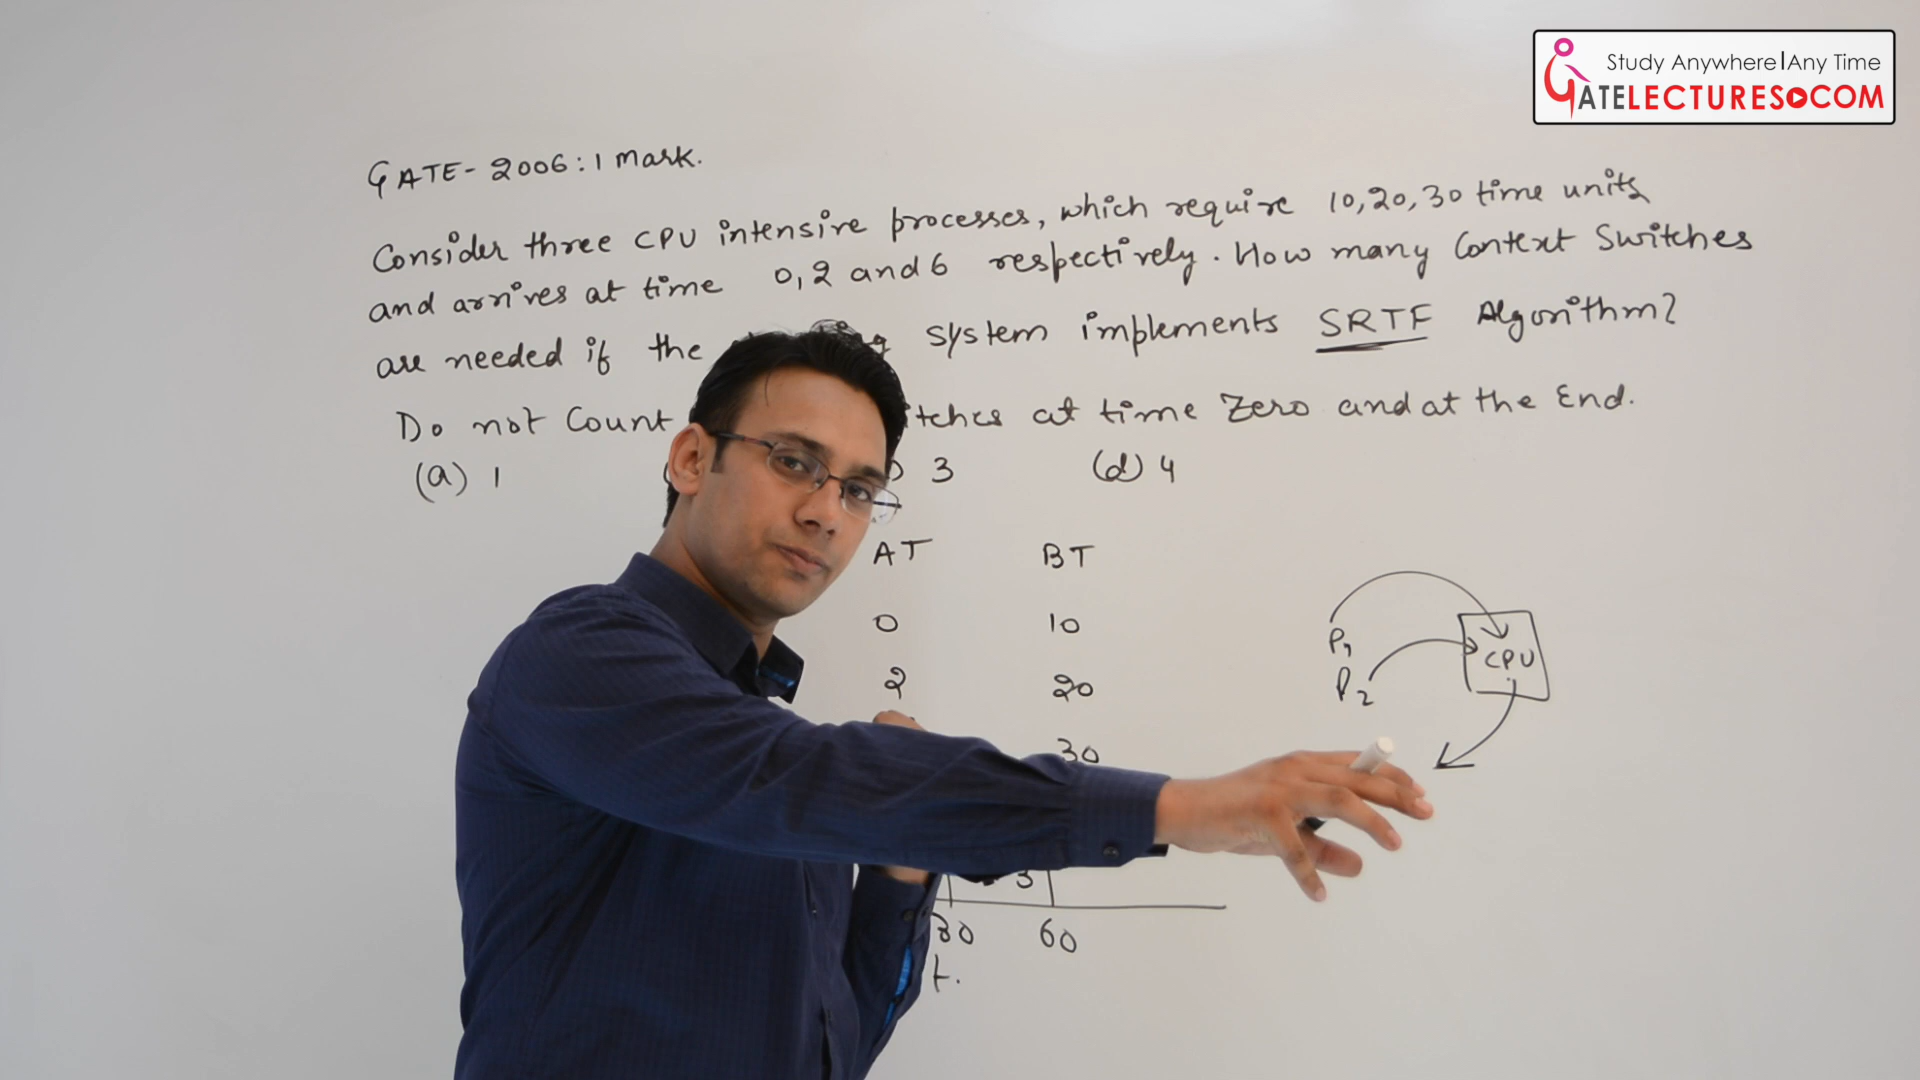 Study Anywhere|Any Time
GATELECTURES.COM
GATE- 2006: 1 Mark.
Consider three CPU intensive processes, which require 10,20,30 time units
and arrives at time 0,2 and 6 respectively. How many Context Switches
are needed if the system implements SRTF Algorithm?
Do not Count at time Zero and at the End.
(a) 1 3 (d) 4
AT BT
0 10
2 20
30
P1
P2
CPU
3
30 60
t.